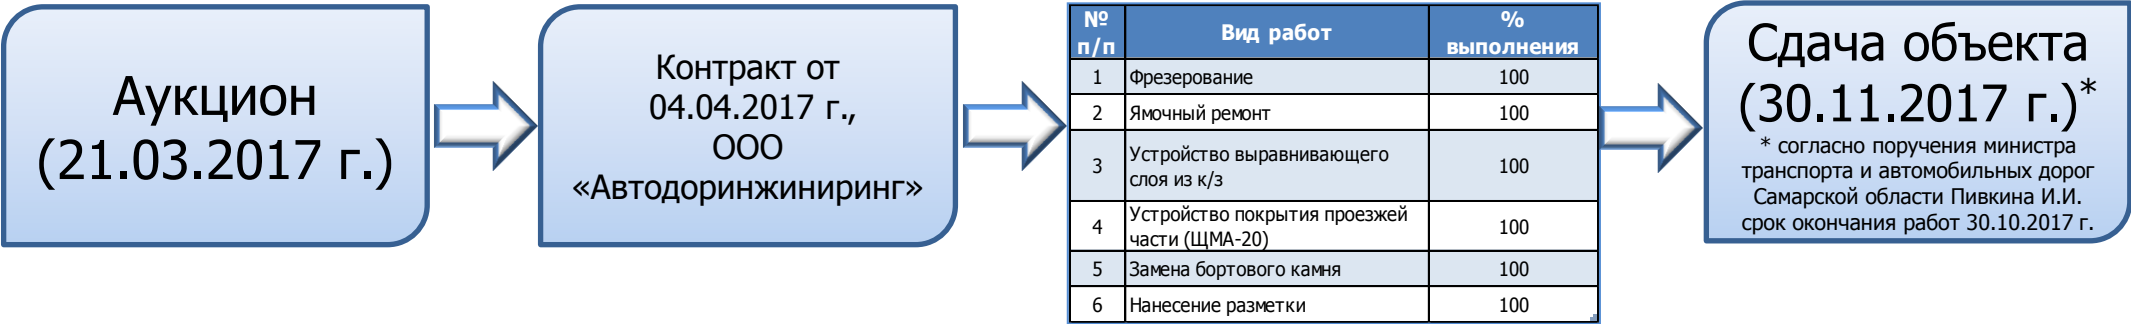 Аукцион
(21.03.2017 г.)
Контракт от
04.04.2017 г.,
ООО
«Автодоринжиниринг»
№ п/п Вид работ % выполнения
1 Фрезерование 100
2 Ямочный ремонт 100
3 Устройство выравнивающего слоя из к/з 100
4 Устройство покрытия проезжей части (ЩМА-20) 100
5 Замена бортового камня 100
6 Нанесение разметки 100
Сдача объекта
(30.11.2017 г.)*
* согласно поручения министра
транспорта и автомобильных дорог
Самарской области Пивкина И.И.
срок окончания работ 30.10.2017 г.